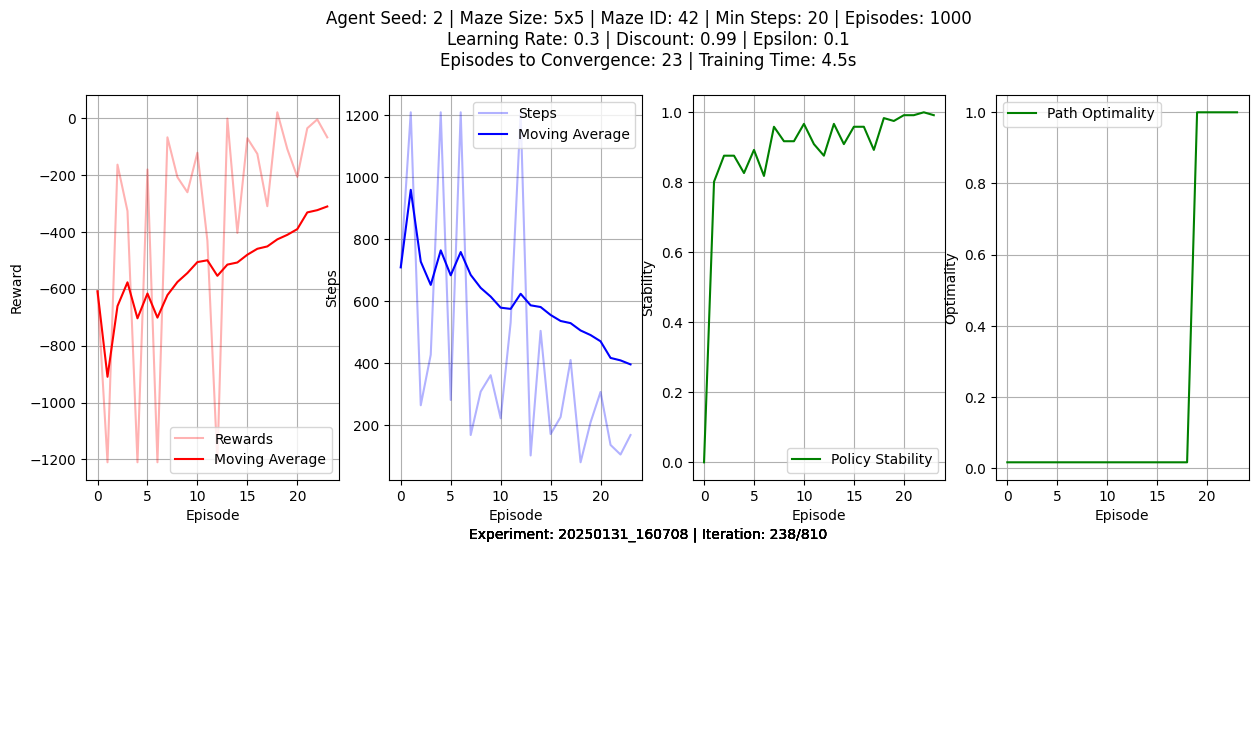 Agent Seed: 2 | Maze Size: 5x5 | Maze ID: 42 | Min Steps: 20 | Episodes: 1000
Learning Rate: 0.3 | Discount: 0.99 | Epsilon: 0.1
Episodes to Convergence: 23 | Training Time: 4.5s
Reward
0
−200
−400
−600
−800
−1000
−1200
Rewards
Moving Average
0 5 10 15 20
Episode
Steps
1200
1000
800
600
400
200
Steps
Moving Average
0 5 10 15 20
Episode
Stability
1.0
0.8
0.6
0.4
0.2
0.0
Policy Stability
0 5 10 15 20
Episode
Optimality
1.0
0.8
0.6
0.4
0.2
0.0
Path Optimality
0 5 10 15 20
Episode
Experiment: 20250131_160708 | Iteration: 238/810